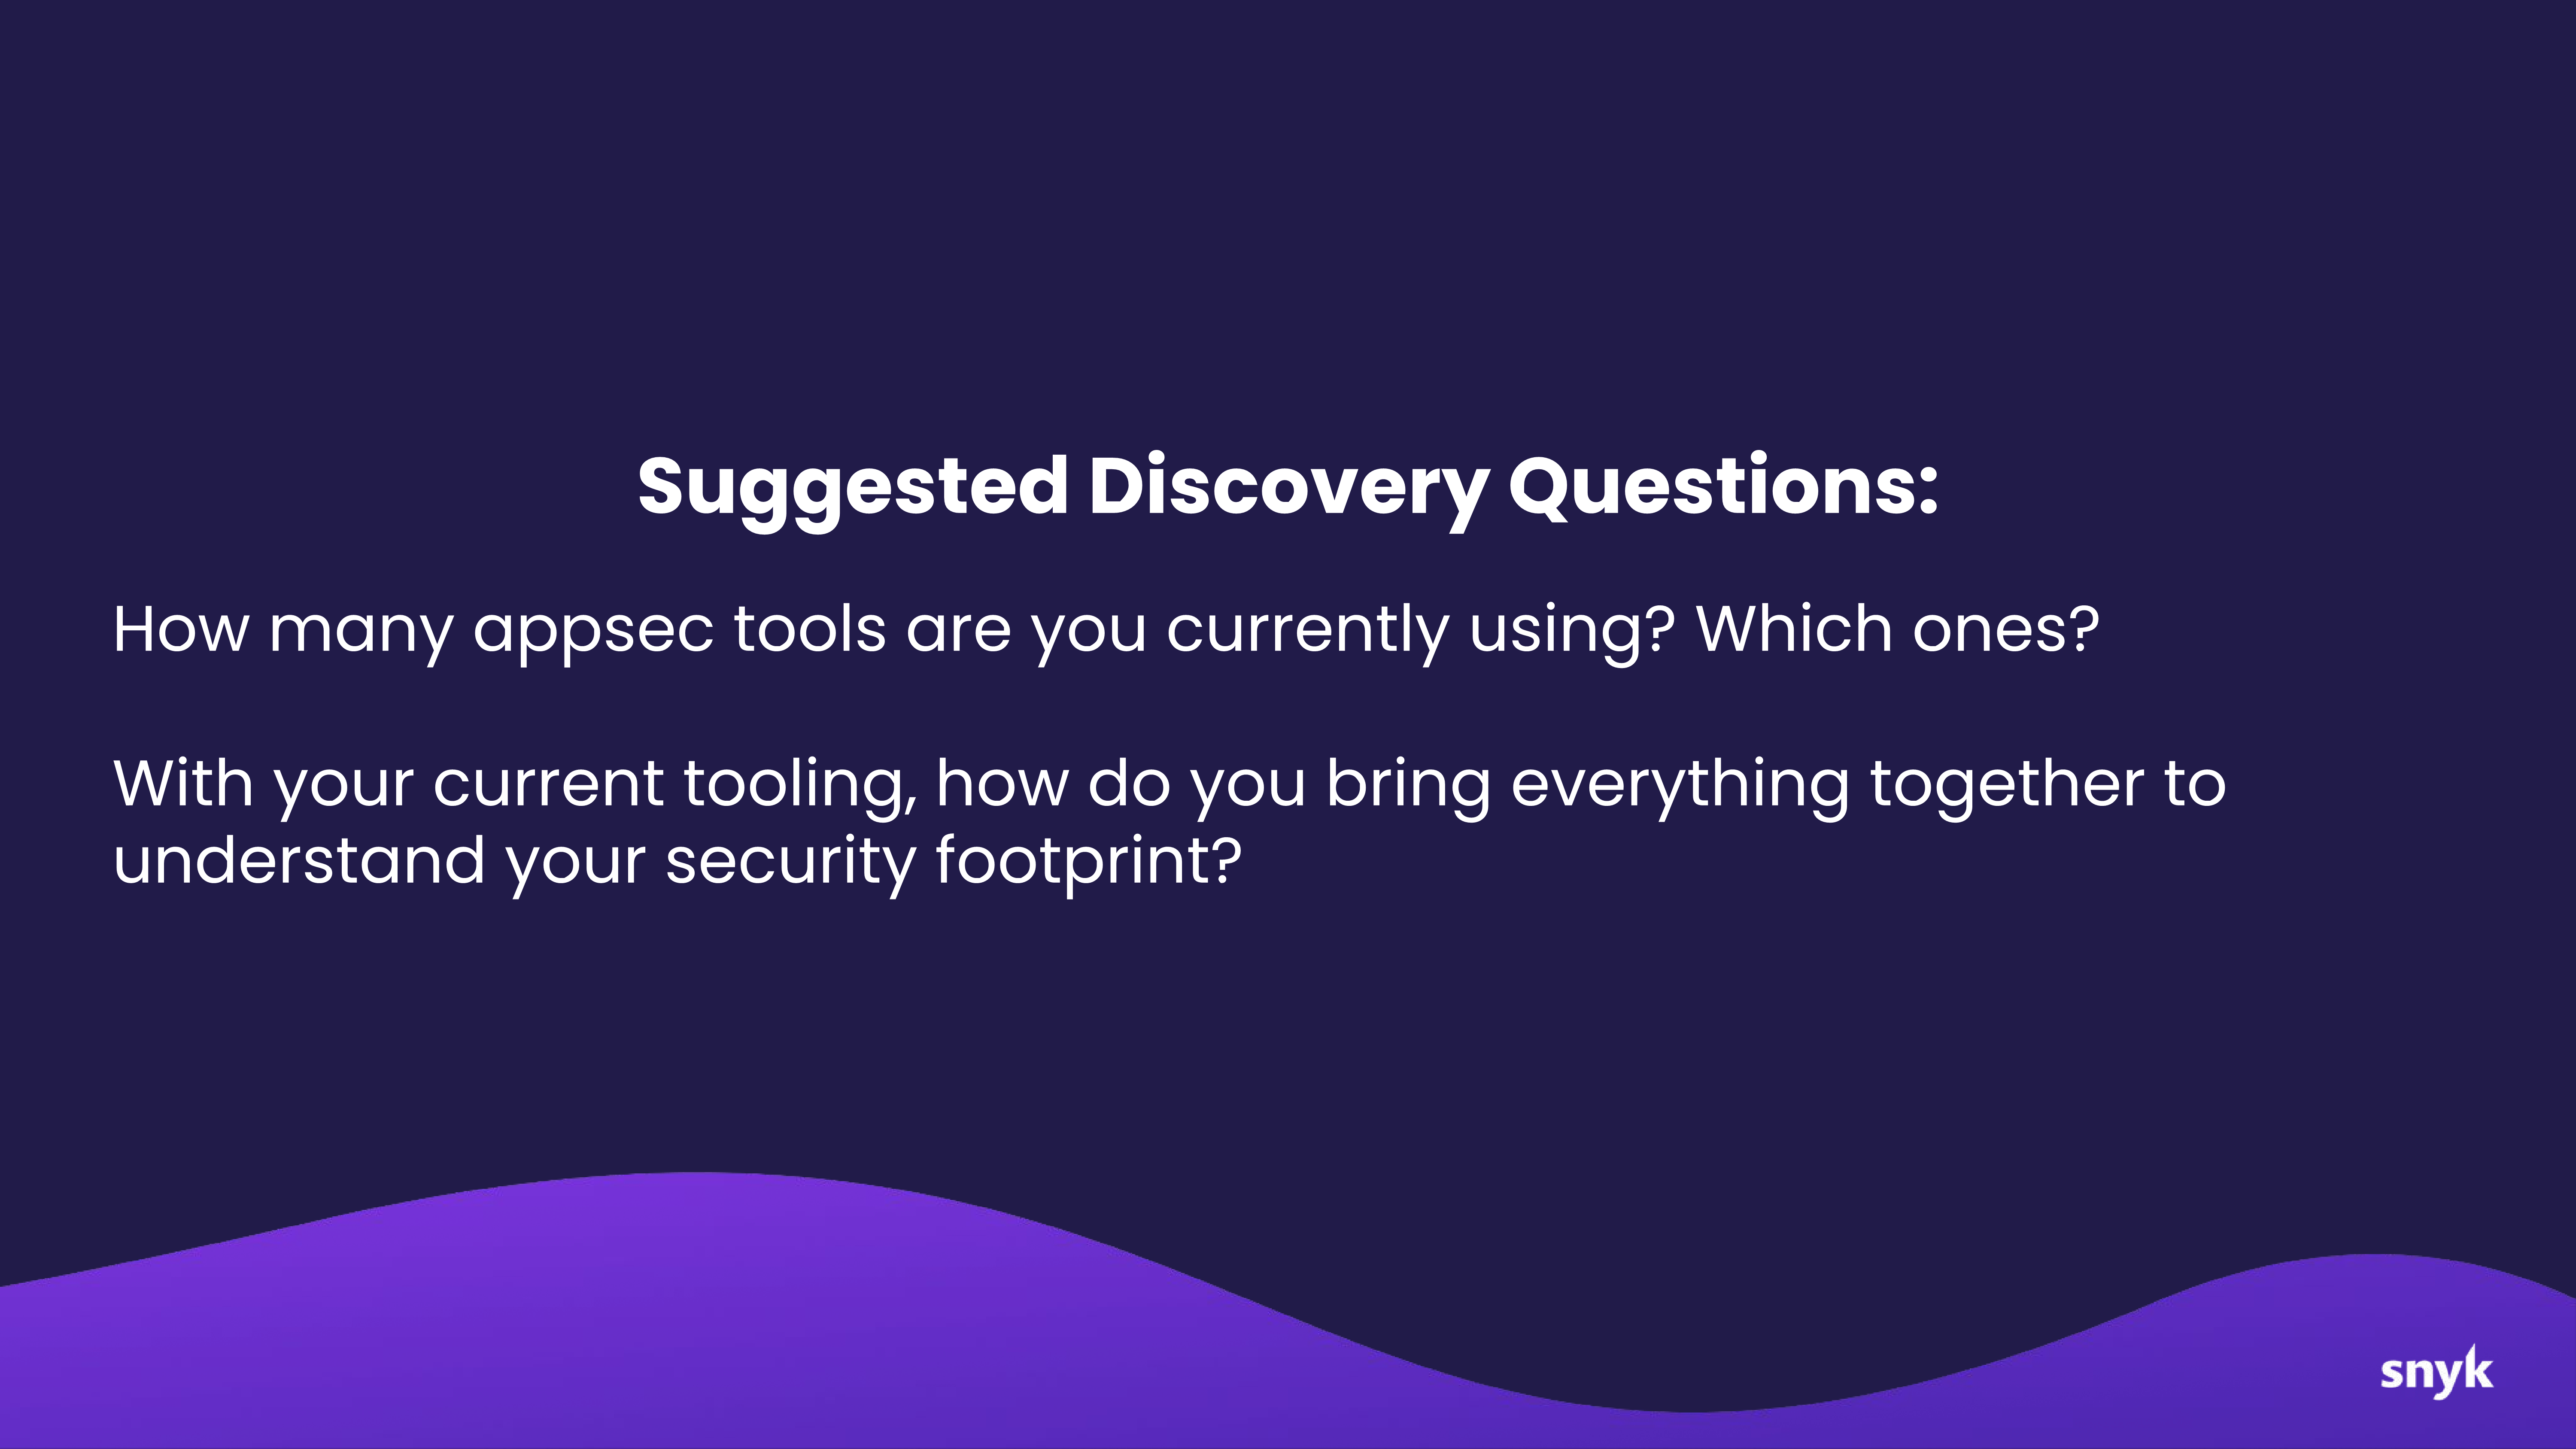 Suggested Discovery Questions:
How many appsec tools are you currently using? Which ones?
With your current tooling, how do you bring everything together to
understand your security footprint?
snyk